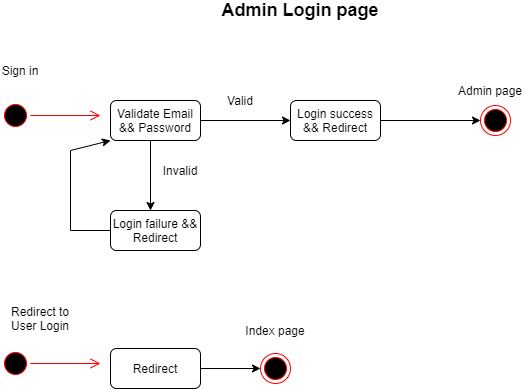 Admin Login page
Sign in
Admin page
Valid
Validate Email
&& Password
Login success
&& Redirect
Invalid
Login failure &&
Redirect
Redirect to
User Login
Index page
Redirect